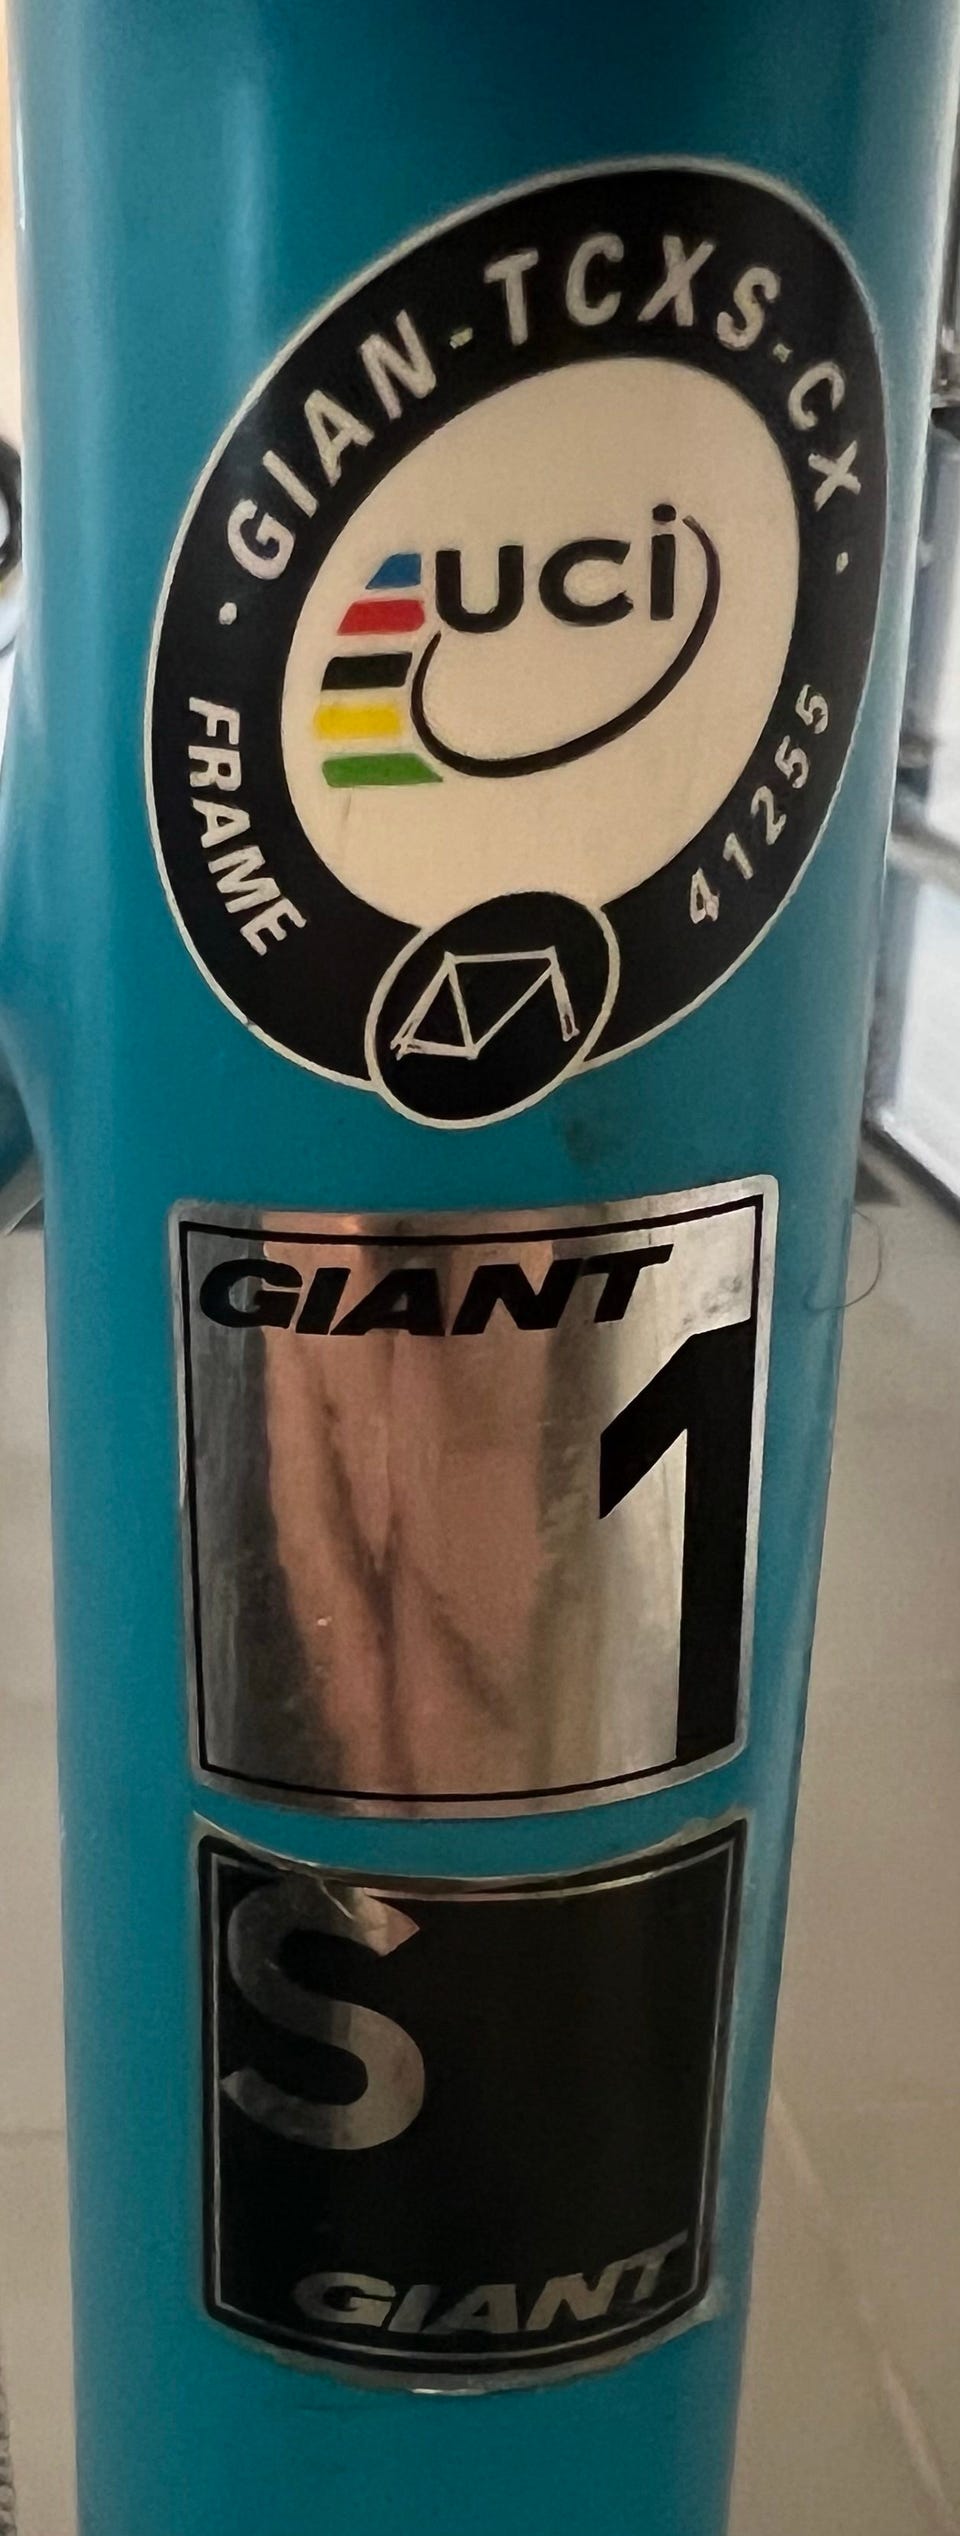 · GIAN-TCXS-CX ·
uci
FRAME
41255
GIANT
1
S
GIANT